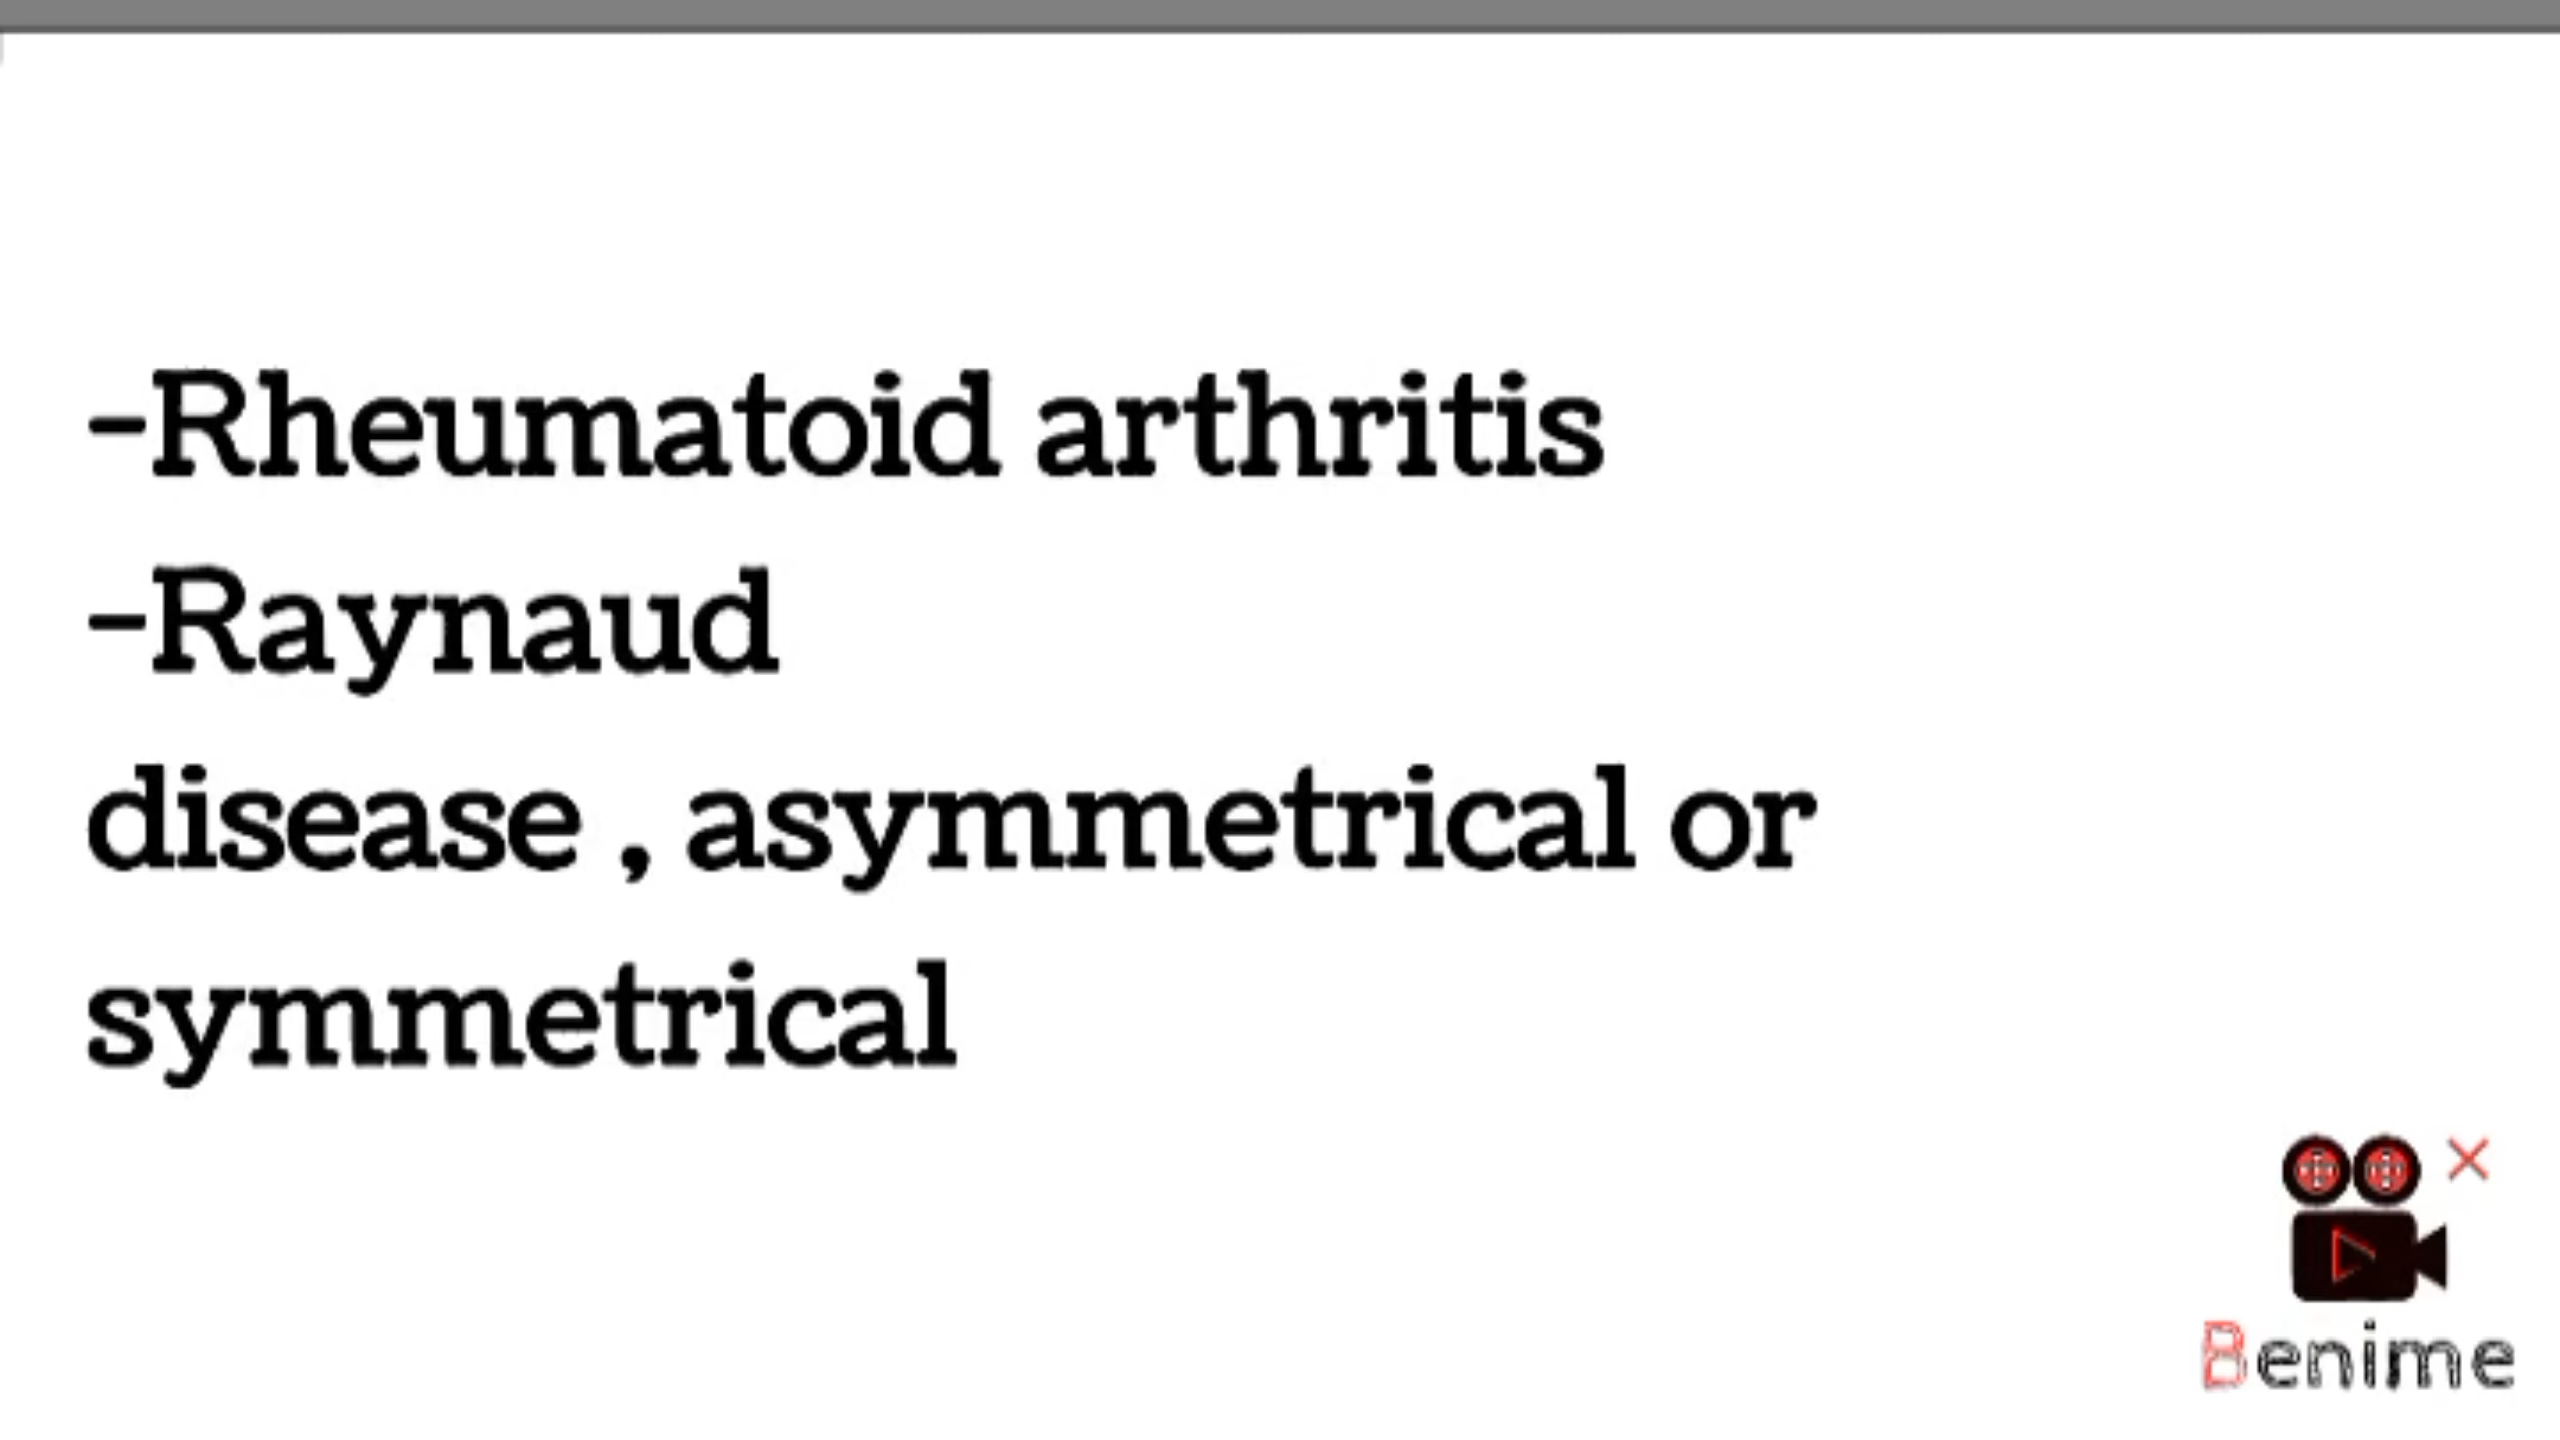 -Rheumatoid arthritis
-Raynaud
disease , asymmetrical or
symmetrical
Benime